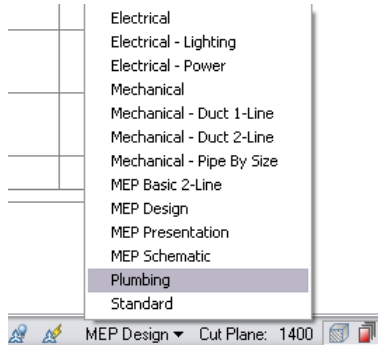 Electrical
Electrical - Lighting
Electrical - Power
Mechanical
Mechanical - Duct 1-Line
Mechanical - Duct 2-Line
Mechanical - Pipe By Size
MEP Basic 2-Line
MEP Design
MEP Presentation
MEP Schematic
Plumbing
Standard
MEP Design Cut Plane: 1400